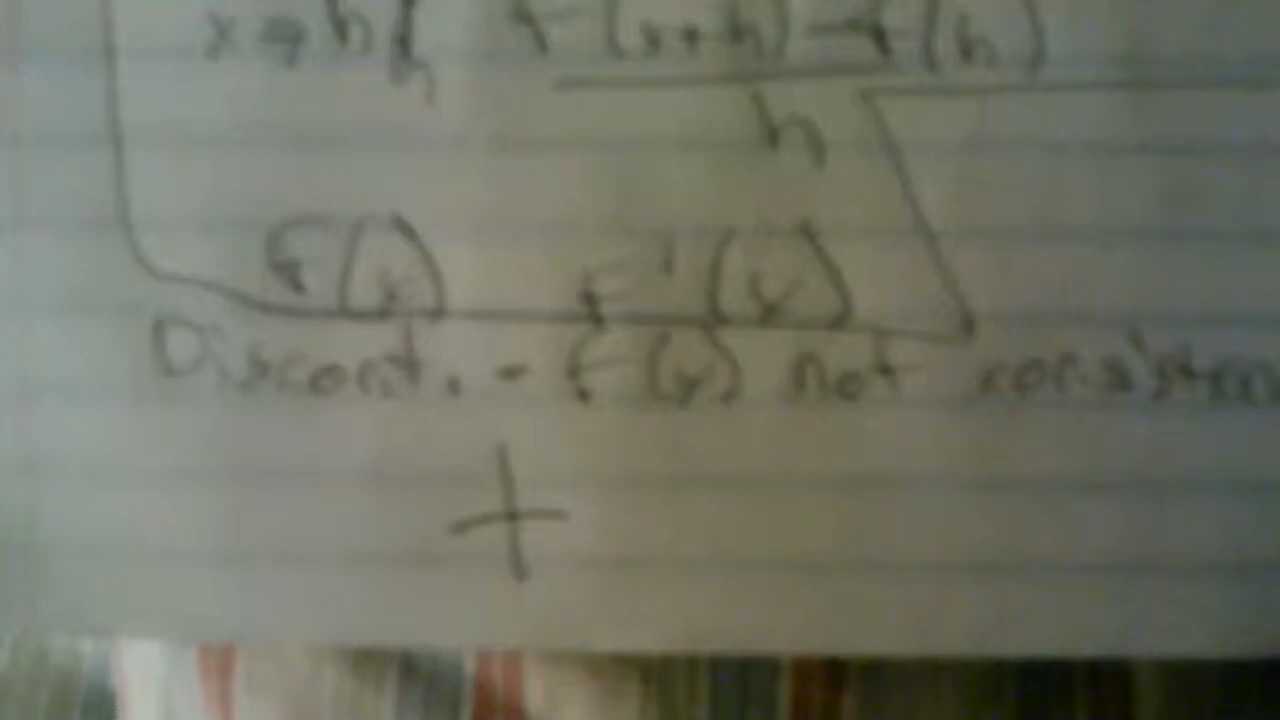 f(x+h)-f(h)
h
f(x) f'(x)
Discont. - f(x) not
+